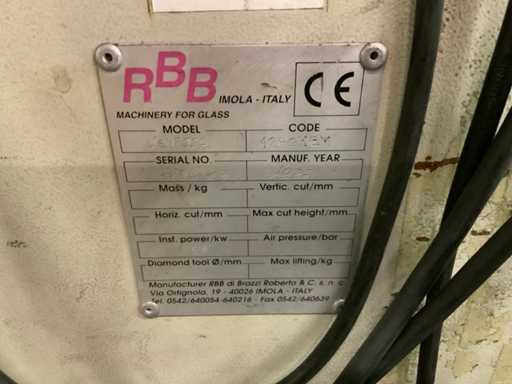 RBB IMOLA - ITALY CE
MACHINERY FOR GLASS
MODEL CODE
SERIAL NO. MANUF. YEAR
Mass / kg Vertic. cut/mm
Horiz. cut/mm Max cut height/mm
Inst. power/kw Air pressure/bar
Diamond tool Ø/mm Max lifting/kg
Manufacturer RBB di Brazzi Roberto & C. s. n. c.
Via Ortignola, 19 - 40026 IMOLA - ITALY
Tel. 0542/640054-640216 - Fax 0542/640639